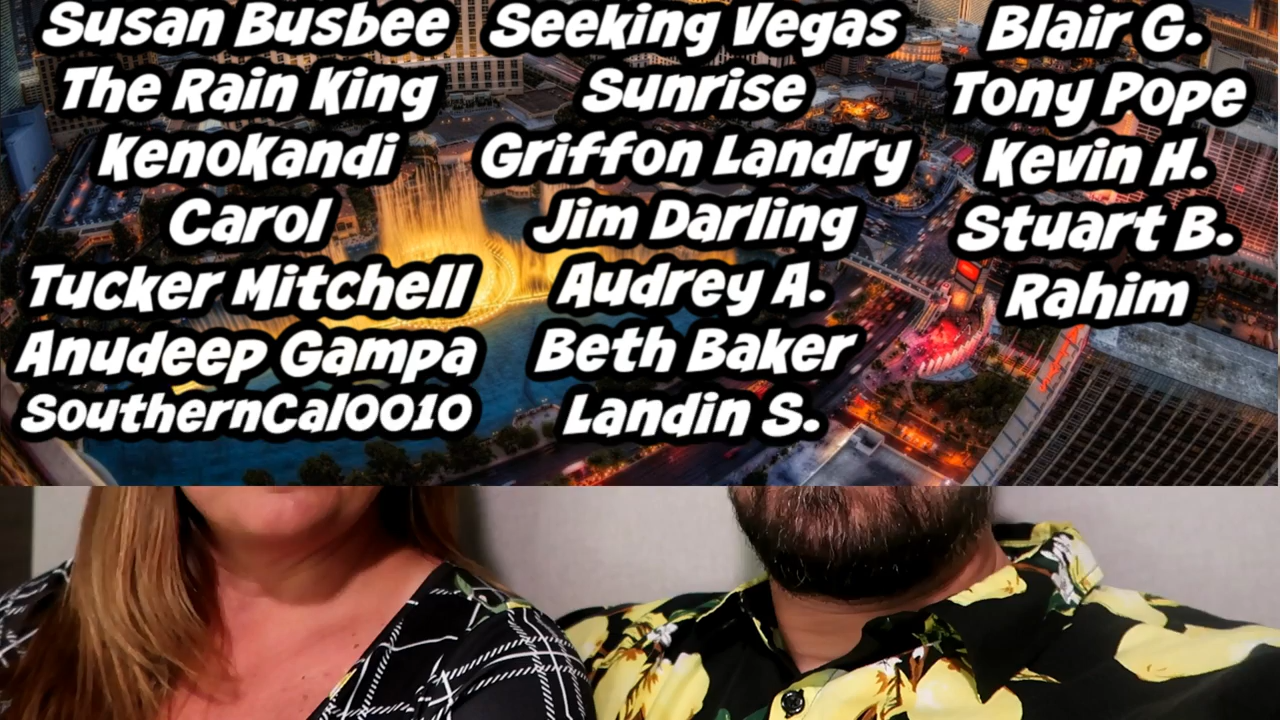 Susan Busbee
The Rain King
KenoKandi
Carol
Tucker Mitchell
Anudeep Gampa
SouthernCal0010
Seeking Vegas
Sunrise
Griffon Landry
Jim Darling
Audrey A.
Beth Baker
Landin S.
Blair G.
Tony Pope
Kevin H.
Stuart B.
Rahim